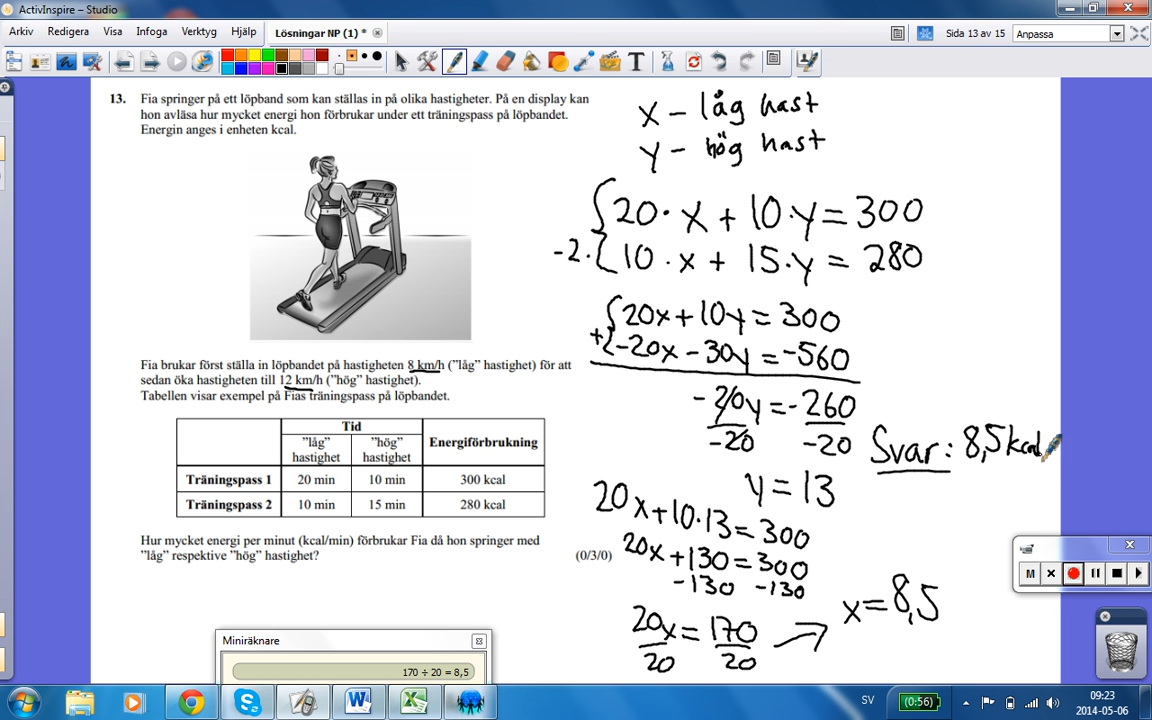 ActivInspire – Studio
Arkiv Redigera Visa Infoga Verktyg Hjälp
Lösningar NP (1) *
Sida 13 av 15
Anpassa
13. Fia springer på ett löpband som kan ställas in på olika hastigheter. På en display kan
hon avläsa hur mycket energi hon förbrukar under ett träningspass på löpbandet.
Energin anges i enheten kcal.
Fia brukar först ställa in löpbandet på hastigheten 8 km/h ("låg" hastighet) för att
sedan öka hastigheten till 12 km/h ("hög" hastighet).
Tabellen visar exempel på Fias träningspass på löpbandet.
Tid
"låg" hastighet
"hög" hastighet
Energiförbrukning
Träningspass 1 20 min 10 min 300 kcal
Träningspass 2 10 min 15 min 280 kcal
Hur mycket energi per minut (kcal/min) förbrukar Fia då hon springer med
"låg" respektive "hög" hastighet? (0/3/0)
x – låg hast
y – hög hast
20·x + 10·y = 300
-2· 10·x + 15·y = 280
20x + 10y = 300
+ -20x - 30y = -560
-20y = -260
-20 -20
y = 13
20x + 10·13 = 300
20x + 130 = 300
-130 -130
20x = 170
20 20
x = 8,5
Svar: 8,5 kcal
M
Miniräknare
170 ÷ 20 = 8,5
SV
(0:56)
09:23
2014-05-06